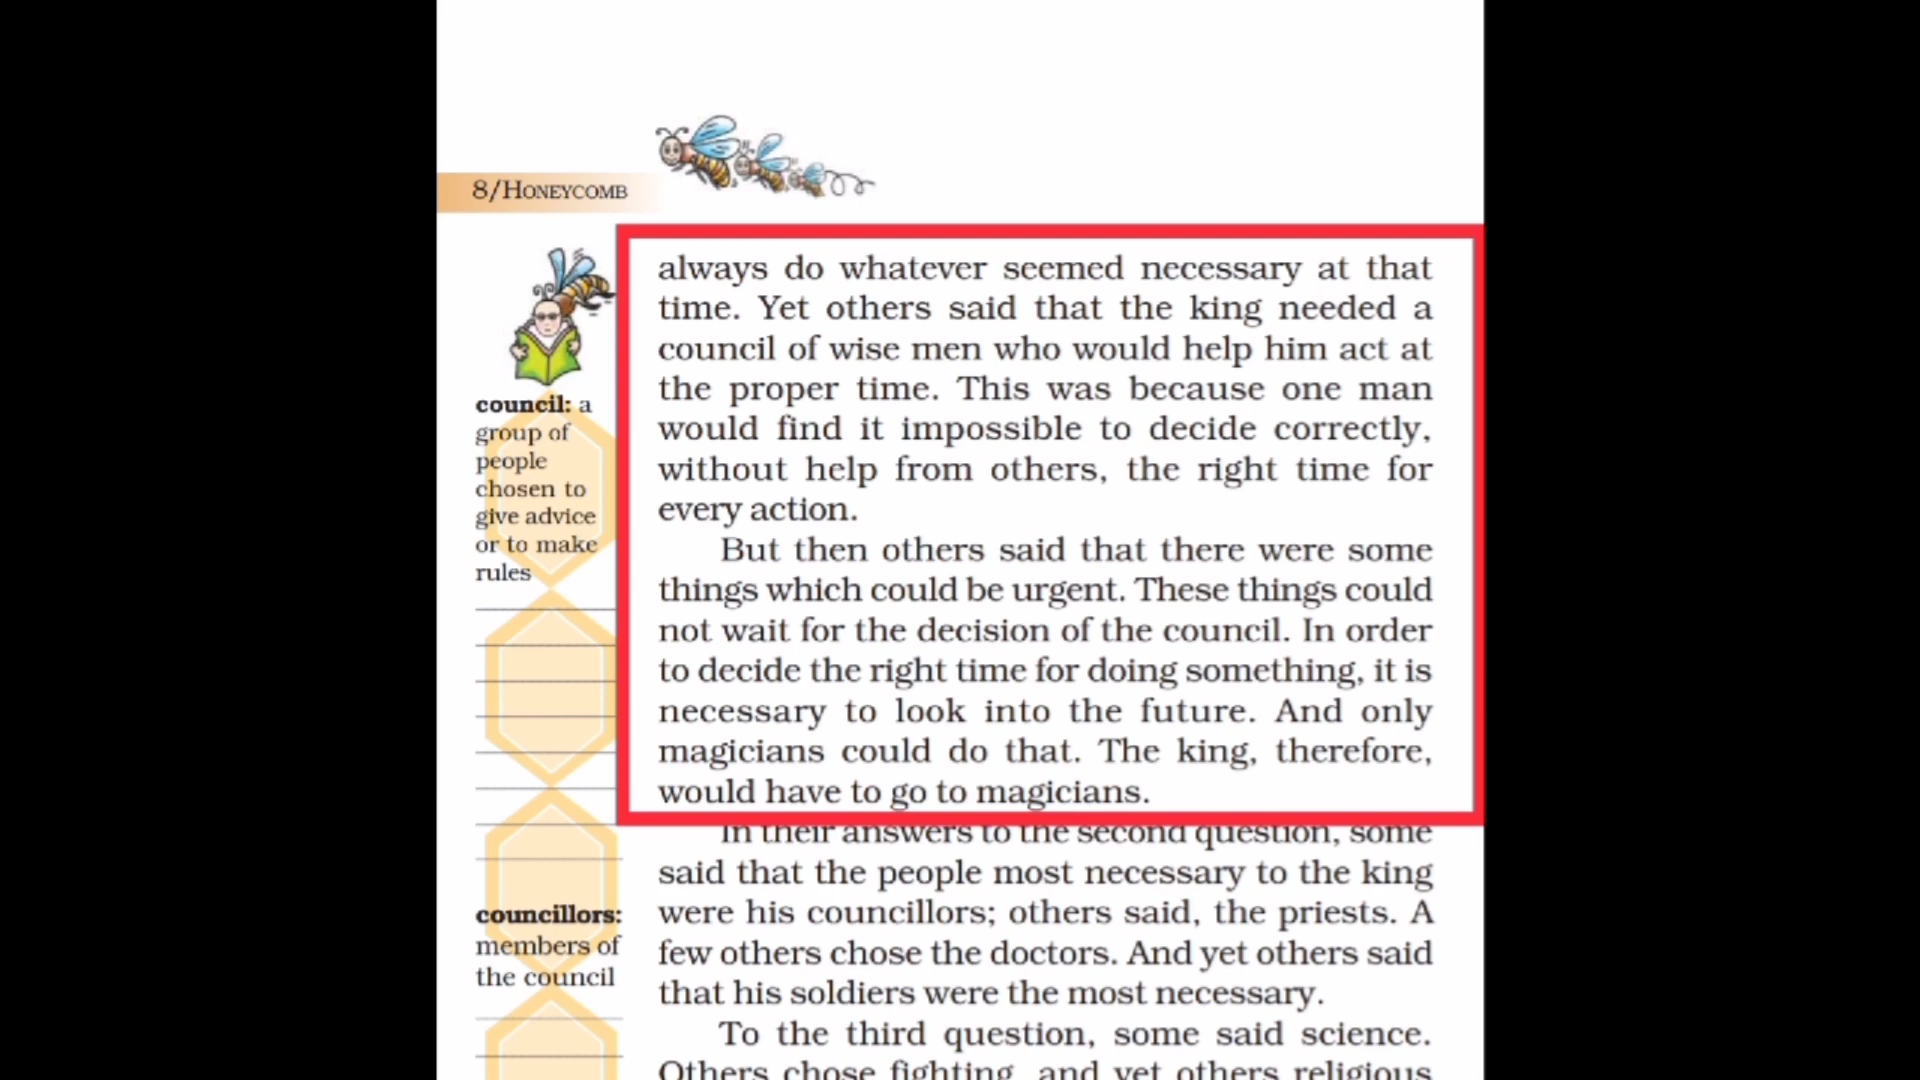 8/HONEYCOMB
always do whatever seemed necessary at that
time. Yet others said that the king needed a
council of wise men who would help him act at
the proper time. This was because one man
would find it impossible to decide correctly,
without help from others, the right time for
every action.
But then others said that there were some
things which could be urgent. These things could
not wait for the decision of the council. In order
to decide the right time for doing something, it is
necessary to look into the future. And only
magicians could do that. The king, therefore,
would have to go to magicians.
In their answers to the second question, some
said that the people most necessary to the king
were his councillors; others said, the priests. A
few others chose the doctors. And yet others said
that his soldiers were the most necessary.
To the third question, some said science.
Others chose fighting, and yet others religious
council: a
group of
people
chosen to
give advice
or to make
rules
councillors:
members of
the council